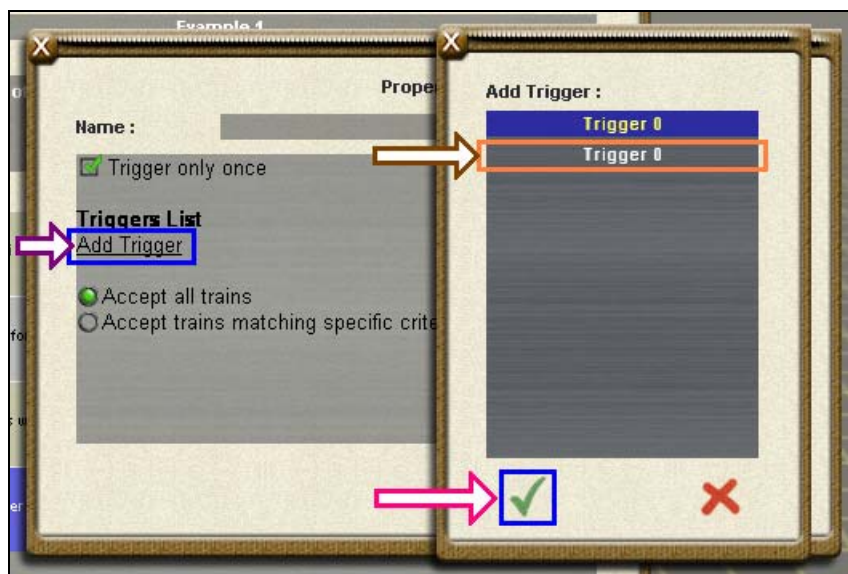 Example 1
Prope
Name :
Trigger only once
Triggers List
Add Trigger
Accept all trains
Accept trains matching specific crite
Add Trigger :
Trigger 0
Trigger 0